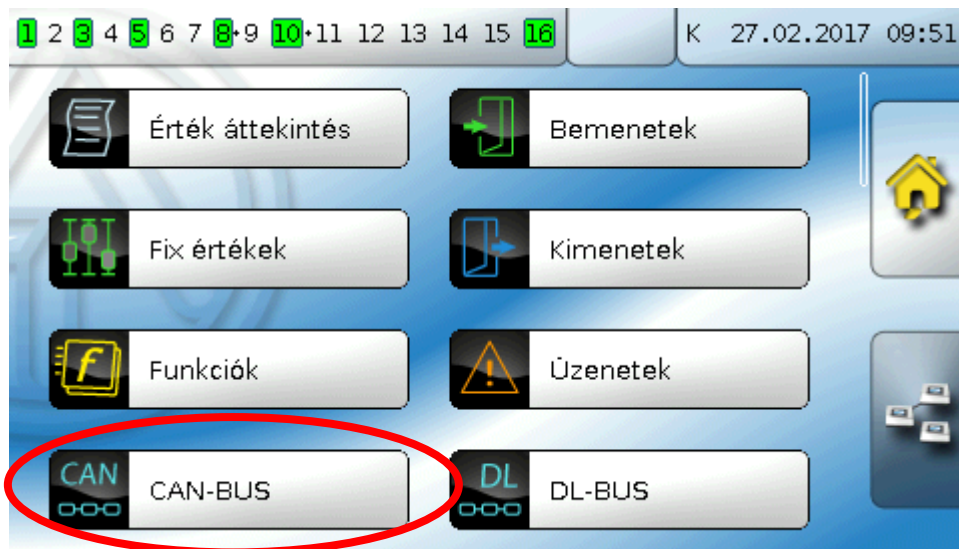 1 2 3 4 5 6 7 8+9 10+11 12 13 14 15 16 K 27.02.2017 09:51
Érték áttekintés
Bemenetek
Fix értékek
Kimenetek
f Funkciók
Üzenetek
CAN CAN-BUS
DL DL-BUS